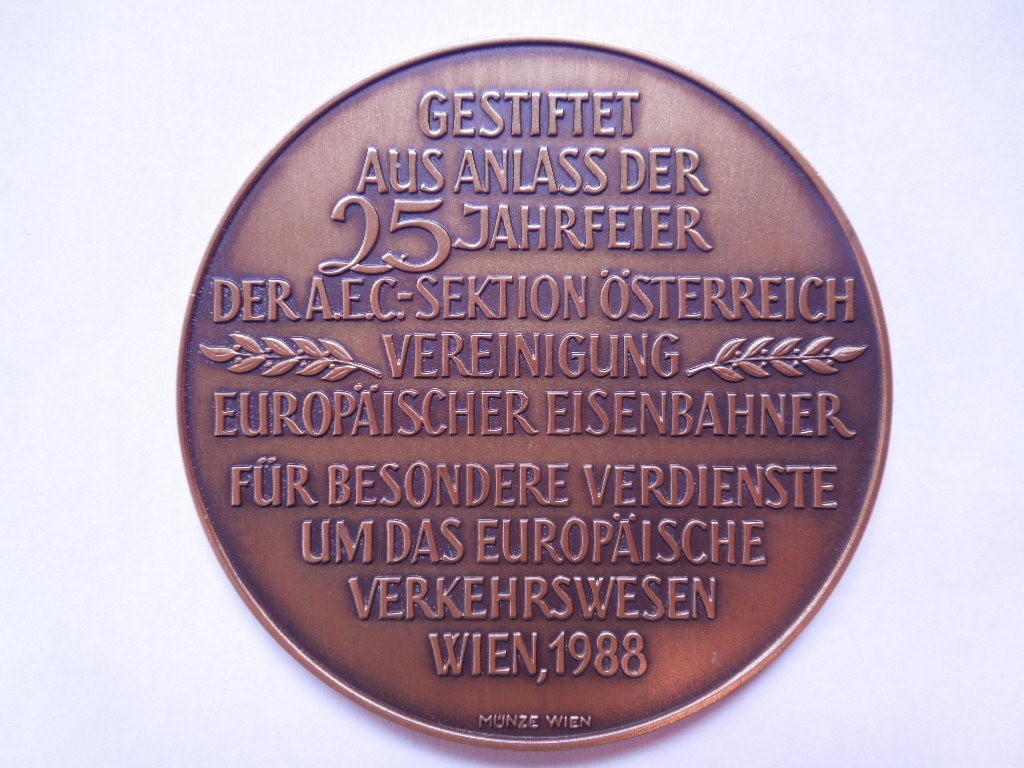 GESTIFTET
AUS ANLASS DER
25 JAHRFEIER
DER A.E.C.-SEKTION ÖSTERREICH
VEREINIGUNG
EUROPÄISCHER EISENBAHNER
FÜR BESONDERE VERDIENSTE
UM DAS EUROPÄISCHE
VERKEHRSWESEN
WIEN, 1988
MÜNZE WIEN